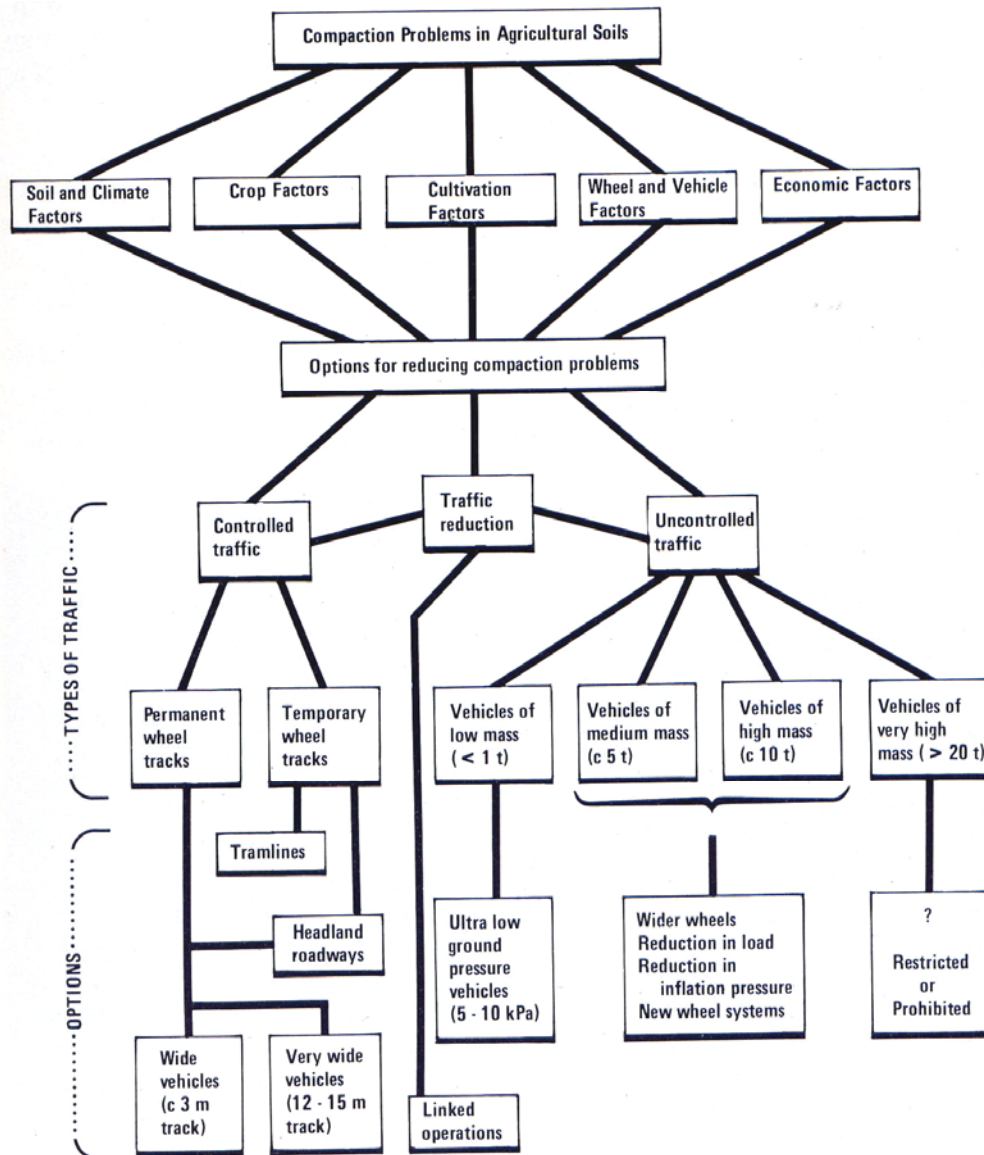 Compaction Problems in Agricultural Soils
Soil and Climate
Factors
Crop Factors
Cultivation
Factors
Wheel and Vehicle
Factors
Economic Factors
Options for reducing compaction problems
TYPES OF TRAFFIC
Controlled
traffic
Traffic
reduction
Uncontrolled
traffic
Permanent
wheel
tracks
Temporary
wheel
tracks
Vehicles of
low mass
( < 1 t)
Vehicles of
medium mass
(c 5 t)
Vehicles of
high mass
(c 10 t)
Vehicles of
very high
mass ( > 20 t)
OPTIONS
Tramlines
Headland
roadways
Wide
vehicles
(c 3 m
track)
Very wide
vehicles
(12 - 15 m
track)
Linked
operations
Ultra low
ground
pressure
vehicles
(5 - 10 kPa)
Wider wheels
Reduction in load
Reduction in
inflation pressure
New wheel systems
?
Restricted
or
Prohibited